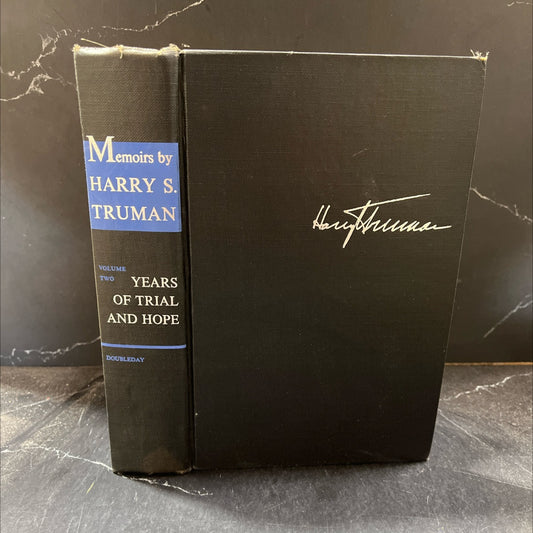 Memoirs by
HARRY S.
TRUMAN
VOLUME
TWO
YEARS
OF TRIAL
AND HOPE
DOUBLEDAY
Harry S Truman